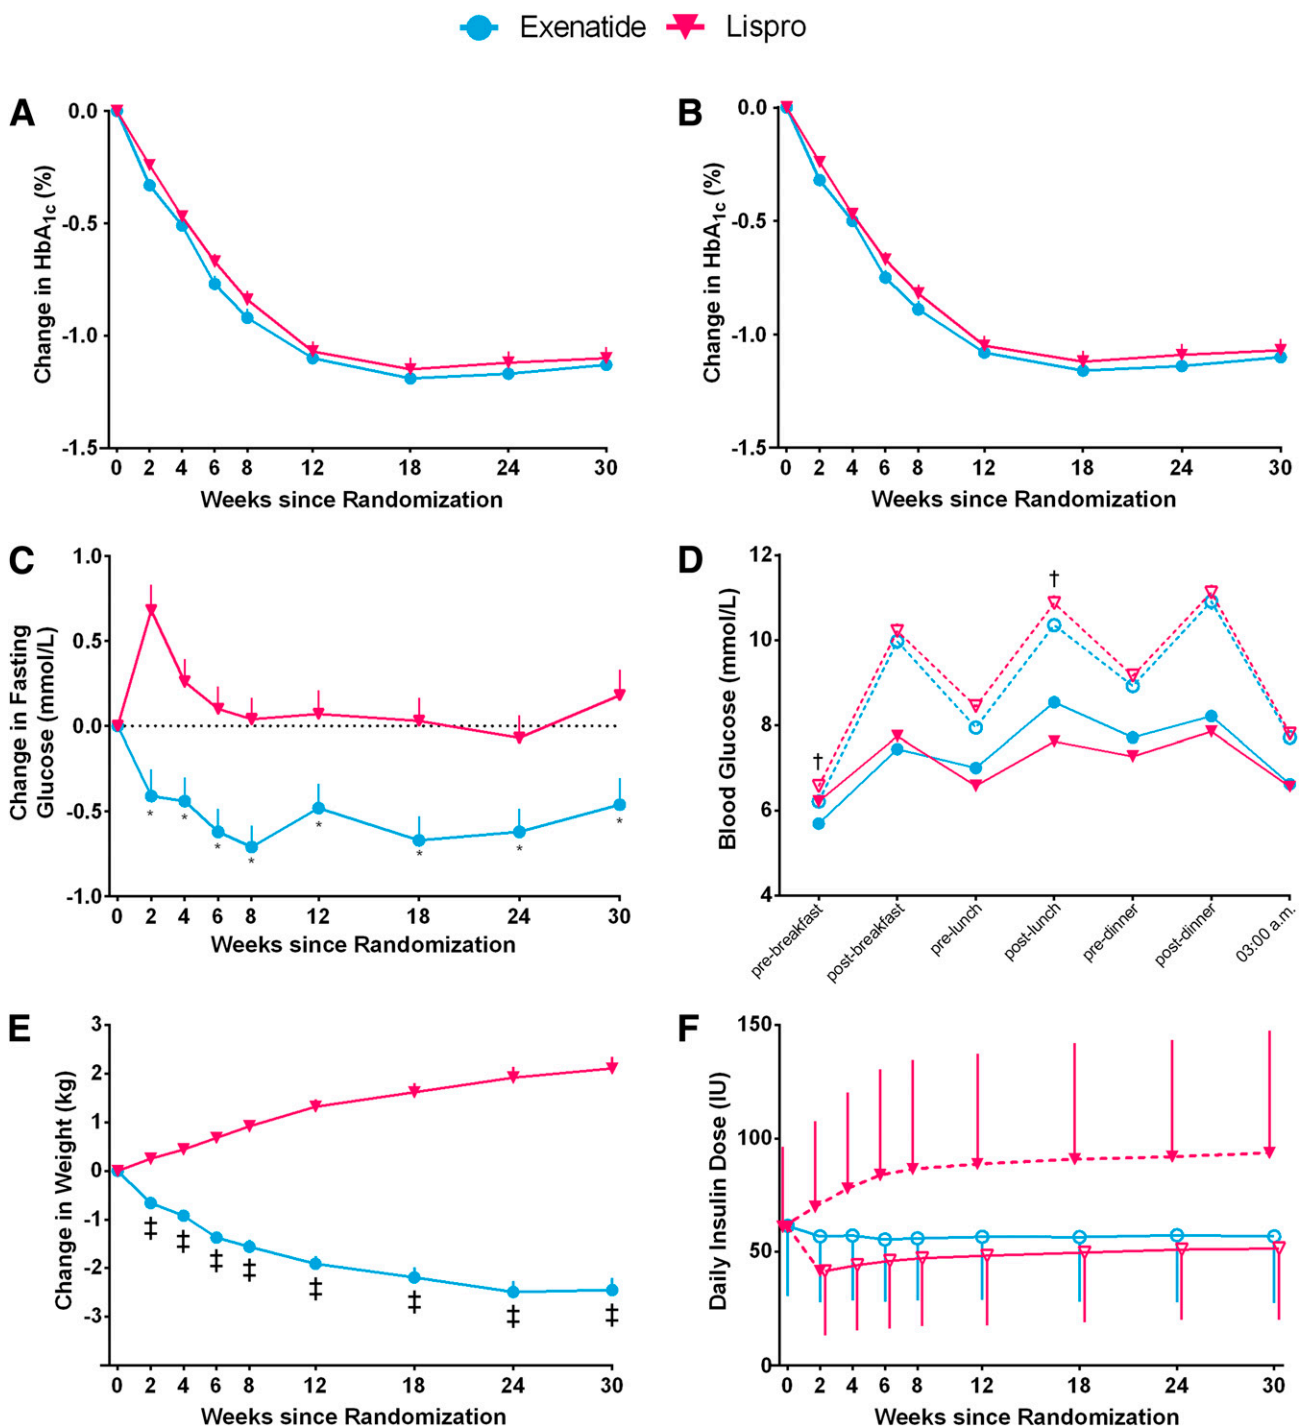 Exenatide Lispro
A
0.0
-0.5
-1.0
-1.5
Change in HbA1c (%)
0 2 4 6 8 12 18 24 30
Weeks since Randomization
B
0.0
-0.5
-1.0
-1.5
Change in HbA1c (%)
0 2 4 6 8 12 18 24 30
Weeks since Randomization
C
1.0
0.5
0.0
-0.5
-1.0
Change in Fasting
Glucose (mmol/L)
* * * * * * * *
0 2 4 6 8 12 18 24 30
Weeks since Randomization
D
12
10
8
6
4
Blood Glucose (mmol/L)
† †
pre-breakfast
post-breakfast
pre-lunch
post-lunch
pre-dinner
post-dinner
03:00 a.m.
E
3
2
1
0
-1
-2
-3
Change in Weight (kg)
‡ ‡ ‡ ‡ ‡ ‡ ‡ ‡
0 2 4 6 8 12 18 24 30
Weeks since Randomization
F
150
100
50
0
Daily Insulin Dose (IU)
0 2 4 6 8 12 18 24 30
Weeks since Randomization